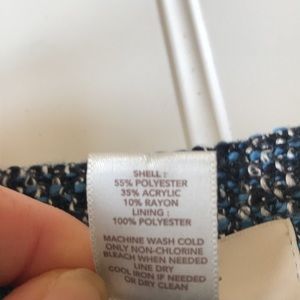 SHELL :
55% POLYESTER
35% ACRYLIC
10% RAYON
LINING :
100% POLYESTER
MACHINE WASH COLD
ONLY NON-CHLORINE
BLEACH WHEN NEEDED
LINE DRY
COOL IRON IF NEEDED
OR DRY CLEAN